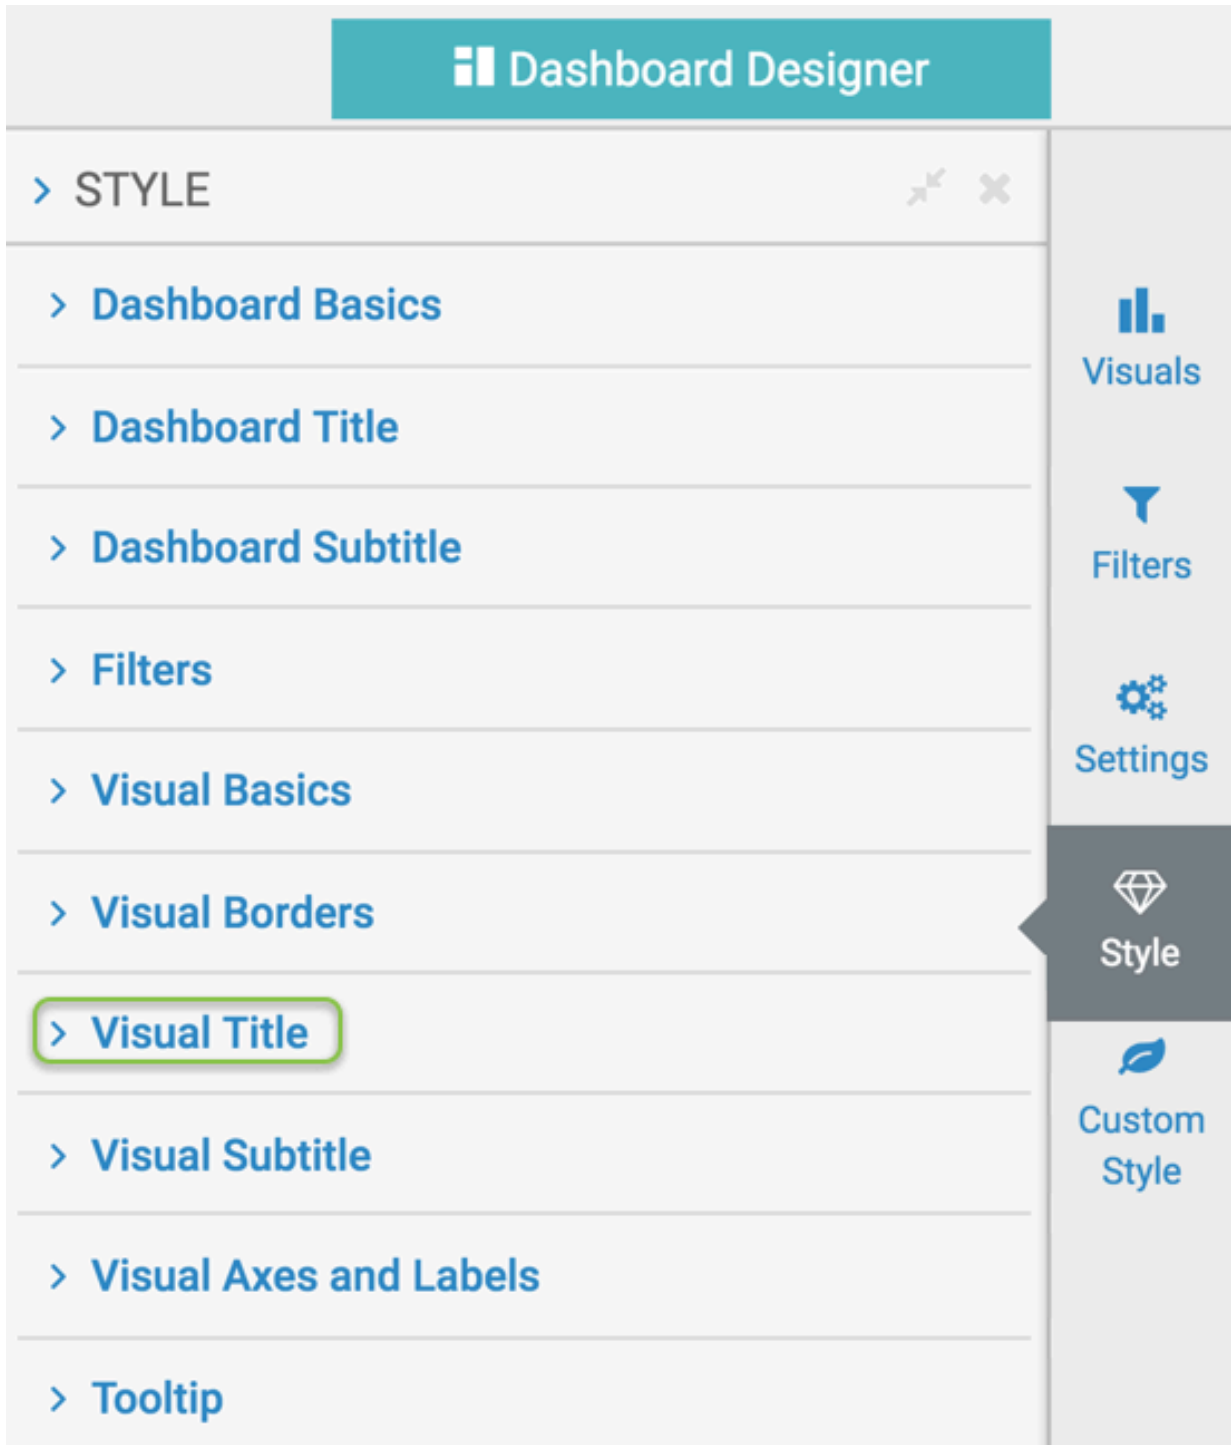 Dashboard Designer
STYLE
Dashboard Basics
Dashboard Title
Dashboard Subtitle
Filters
Visual Basics
Visual Borders
Visual Title
Visual Subtitle
Visual Axes and Labels
Tooltip
Visuals
Filters
Settings
Style
Custom
Style